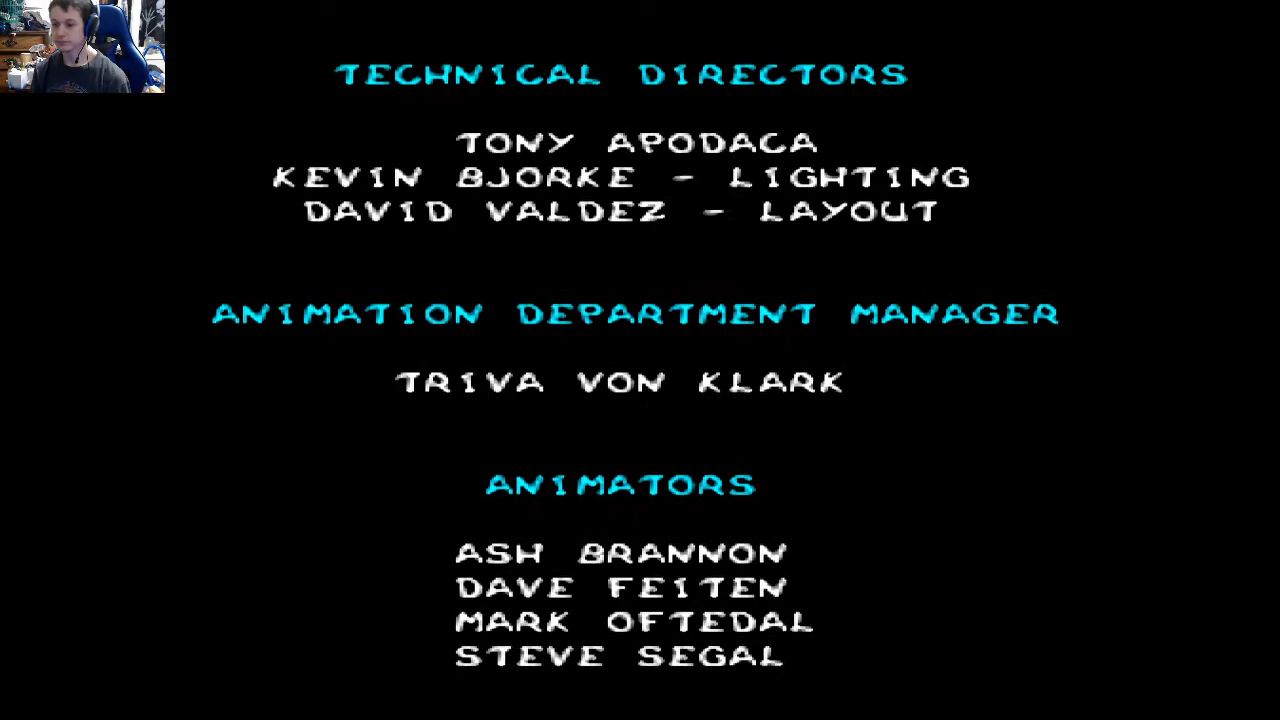 TECHNICAL DIRECTORS
TONY APODACA
KEVIN BJORKE - LIGHTING
DAVID VALDEZ - LAYOUT
ANIMATION DEPARTMENT MANAGER
TRIVA VON KLARK
ANIMATORS
ASH BRANNON
DAVE FEITEN
MARK OFTEDAL
STEVE SEGAL